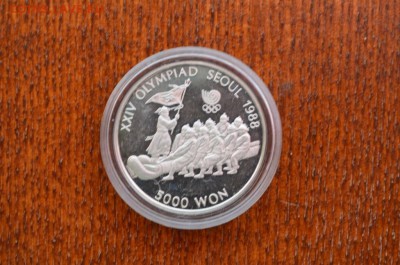 XXIV OLYMPIAD SEOUL 1988
5000 WON